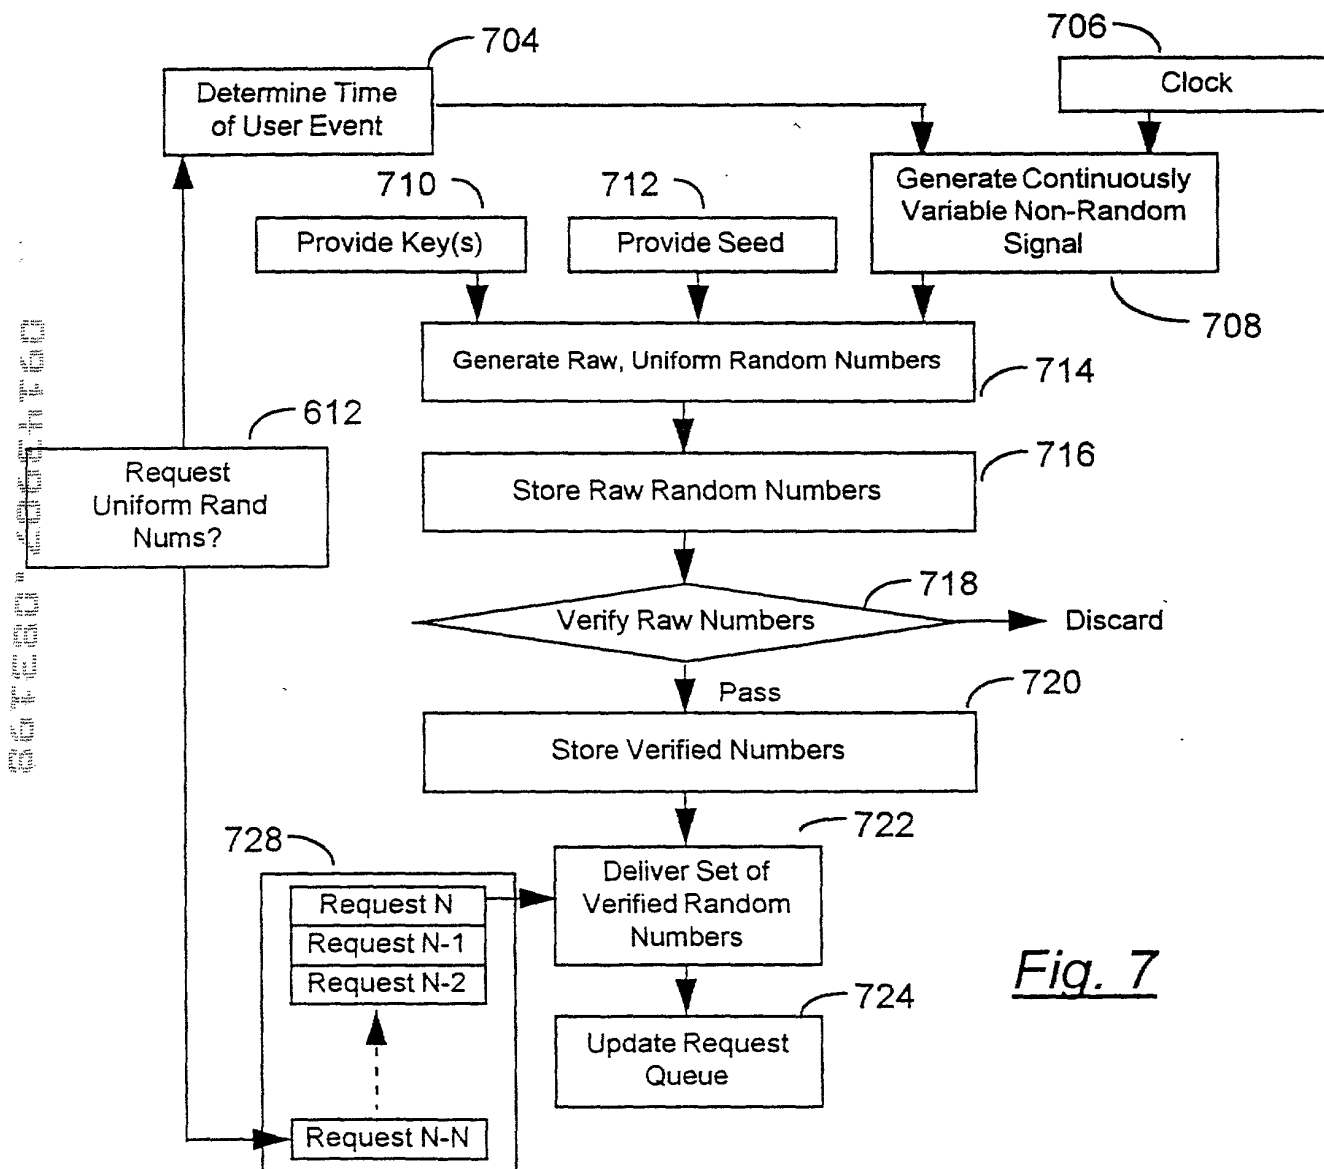 704
706
Determine Time
of User Event
Clock
710
712
Generate Continuously
Variable Non-Random
Signal
Provide Key(s)
Provide Seed
708
Generate Raw, Uniform Random Numbers
714
612
Request
Uniform Rand
Nums?
716
Store Raw Random Numbers
718
Verify Raw Numbers
Discard
Pass
720
Store Verified Numbers
728
722
Deliver Set of
Verified Random
Numbers
Request N
Request N-1
Request N-2
Fig. 7
724
Update Request
Queue
Request N-N